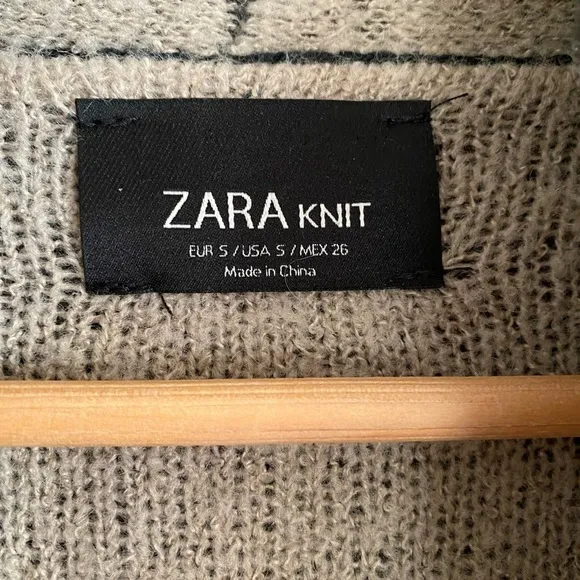 ZARA KNIT
EUR S / USA S / MEX 26
Made in China